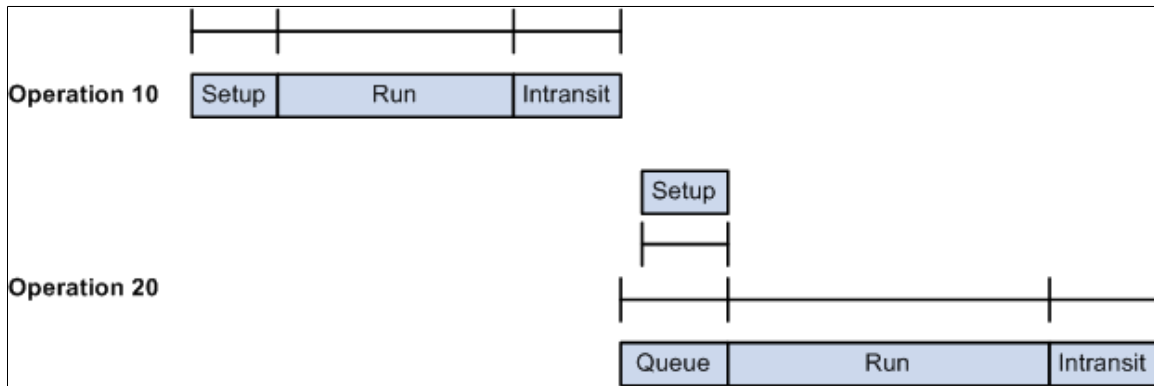 Operation 10
Setup
Run
Intransit
Setup
Operation 20
Queue
Run
Intransit